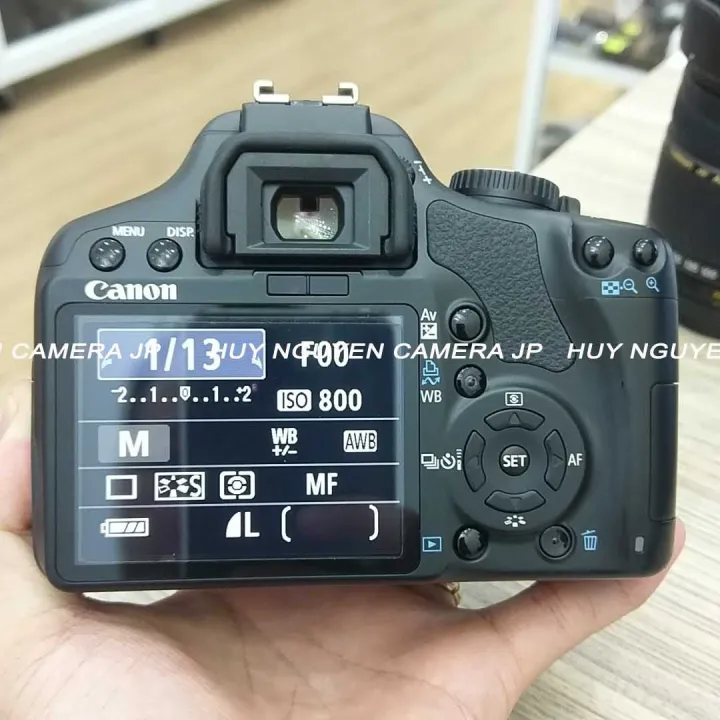 MENU DISP.
Canon
Av
WB
SET
AF
1/13 F00
-2..1..0..1..+2
ISO 800
M WB +/- AWB
S MF
L [ ]
N CAMERA JP HUY NGUYEN CAMERA JP HUY NGUYE